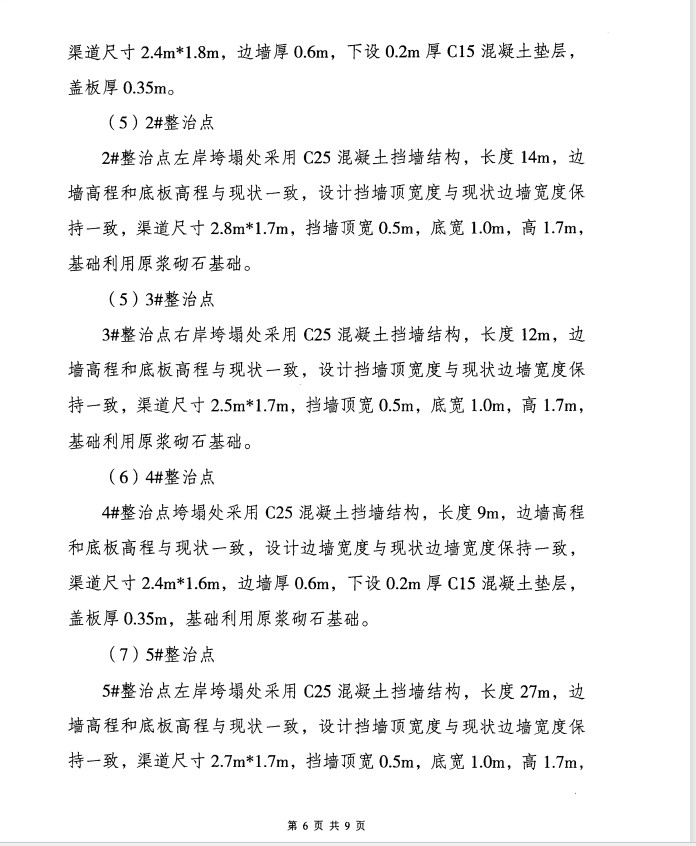 渠道尺寸 2.4m*1.8m，边墙厚 0.6m，下设 0.2m 厚 C15 混凝土垫层，
盖板厚 0.35m。
（5）2#整治点
2#整治点左岸垮塌处采用 C25 混凝土挡墙结构，长度 14m，边
墙高程和底板高程与现状一致，设计挡墙顶宽度与现状边墙宽度保
持一致，渠道尺寸 2.8m*1.7m，挡墙顶宽 0.5m，底宽 1.0m，高 1.7m，
基础利用原浆砌石基础。
（5）3#整治点
3#整治点右岸垮塌处采用 C25 混凝土挡墙结构，长度 12m，边
墙高程和底板高程与现状一致，设计挡墙顶宽度与现状边墙宽度保
持一致，渠道尺寸 2.5m*1.7m，挡墙顶宽 0.5m，底宽 1.0m，高 1.7m，
基础利用原浆砌石基础。
（6）4#整治点
4#整治点垮塌处采用 C25 混凝土挡墙结构，长度 9m，边墙高程
和底板高程与现状一致，设计边墙宽度与现状边墙宽度保持一致，
渠道尺寸 2.4m*1.6m，边墙厚 0.6m，下设 0.2m 厚 C15 混凝土垫层，
盖板厚 0.35m，基础利用原浆砌石基础。
（7）5#整治点
5#整治点左岸垮塌处采用 C25 混凝土挡墙结构，长度 27m，边
墙高程和底板高程与现状一致，设计挡墙顶宽度与现状边墙宽度保
持一致，渠道尺寸 2.7m*1.7m，挡墙顶宽 0.5m，底宽 1.0m，高 1.7m，
第 6 页 共 9 页